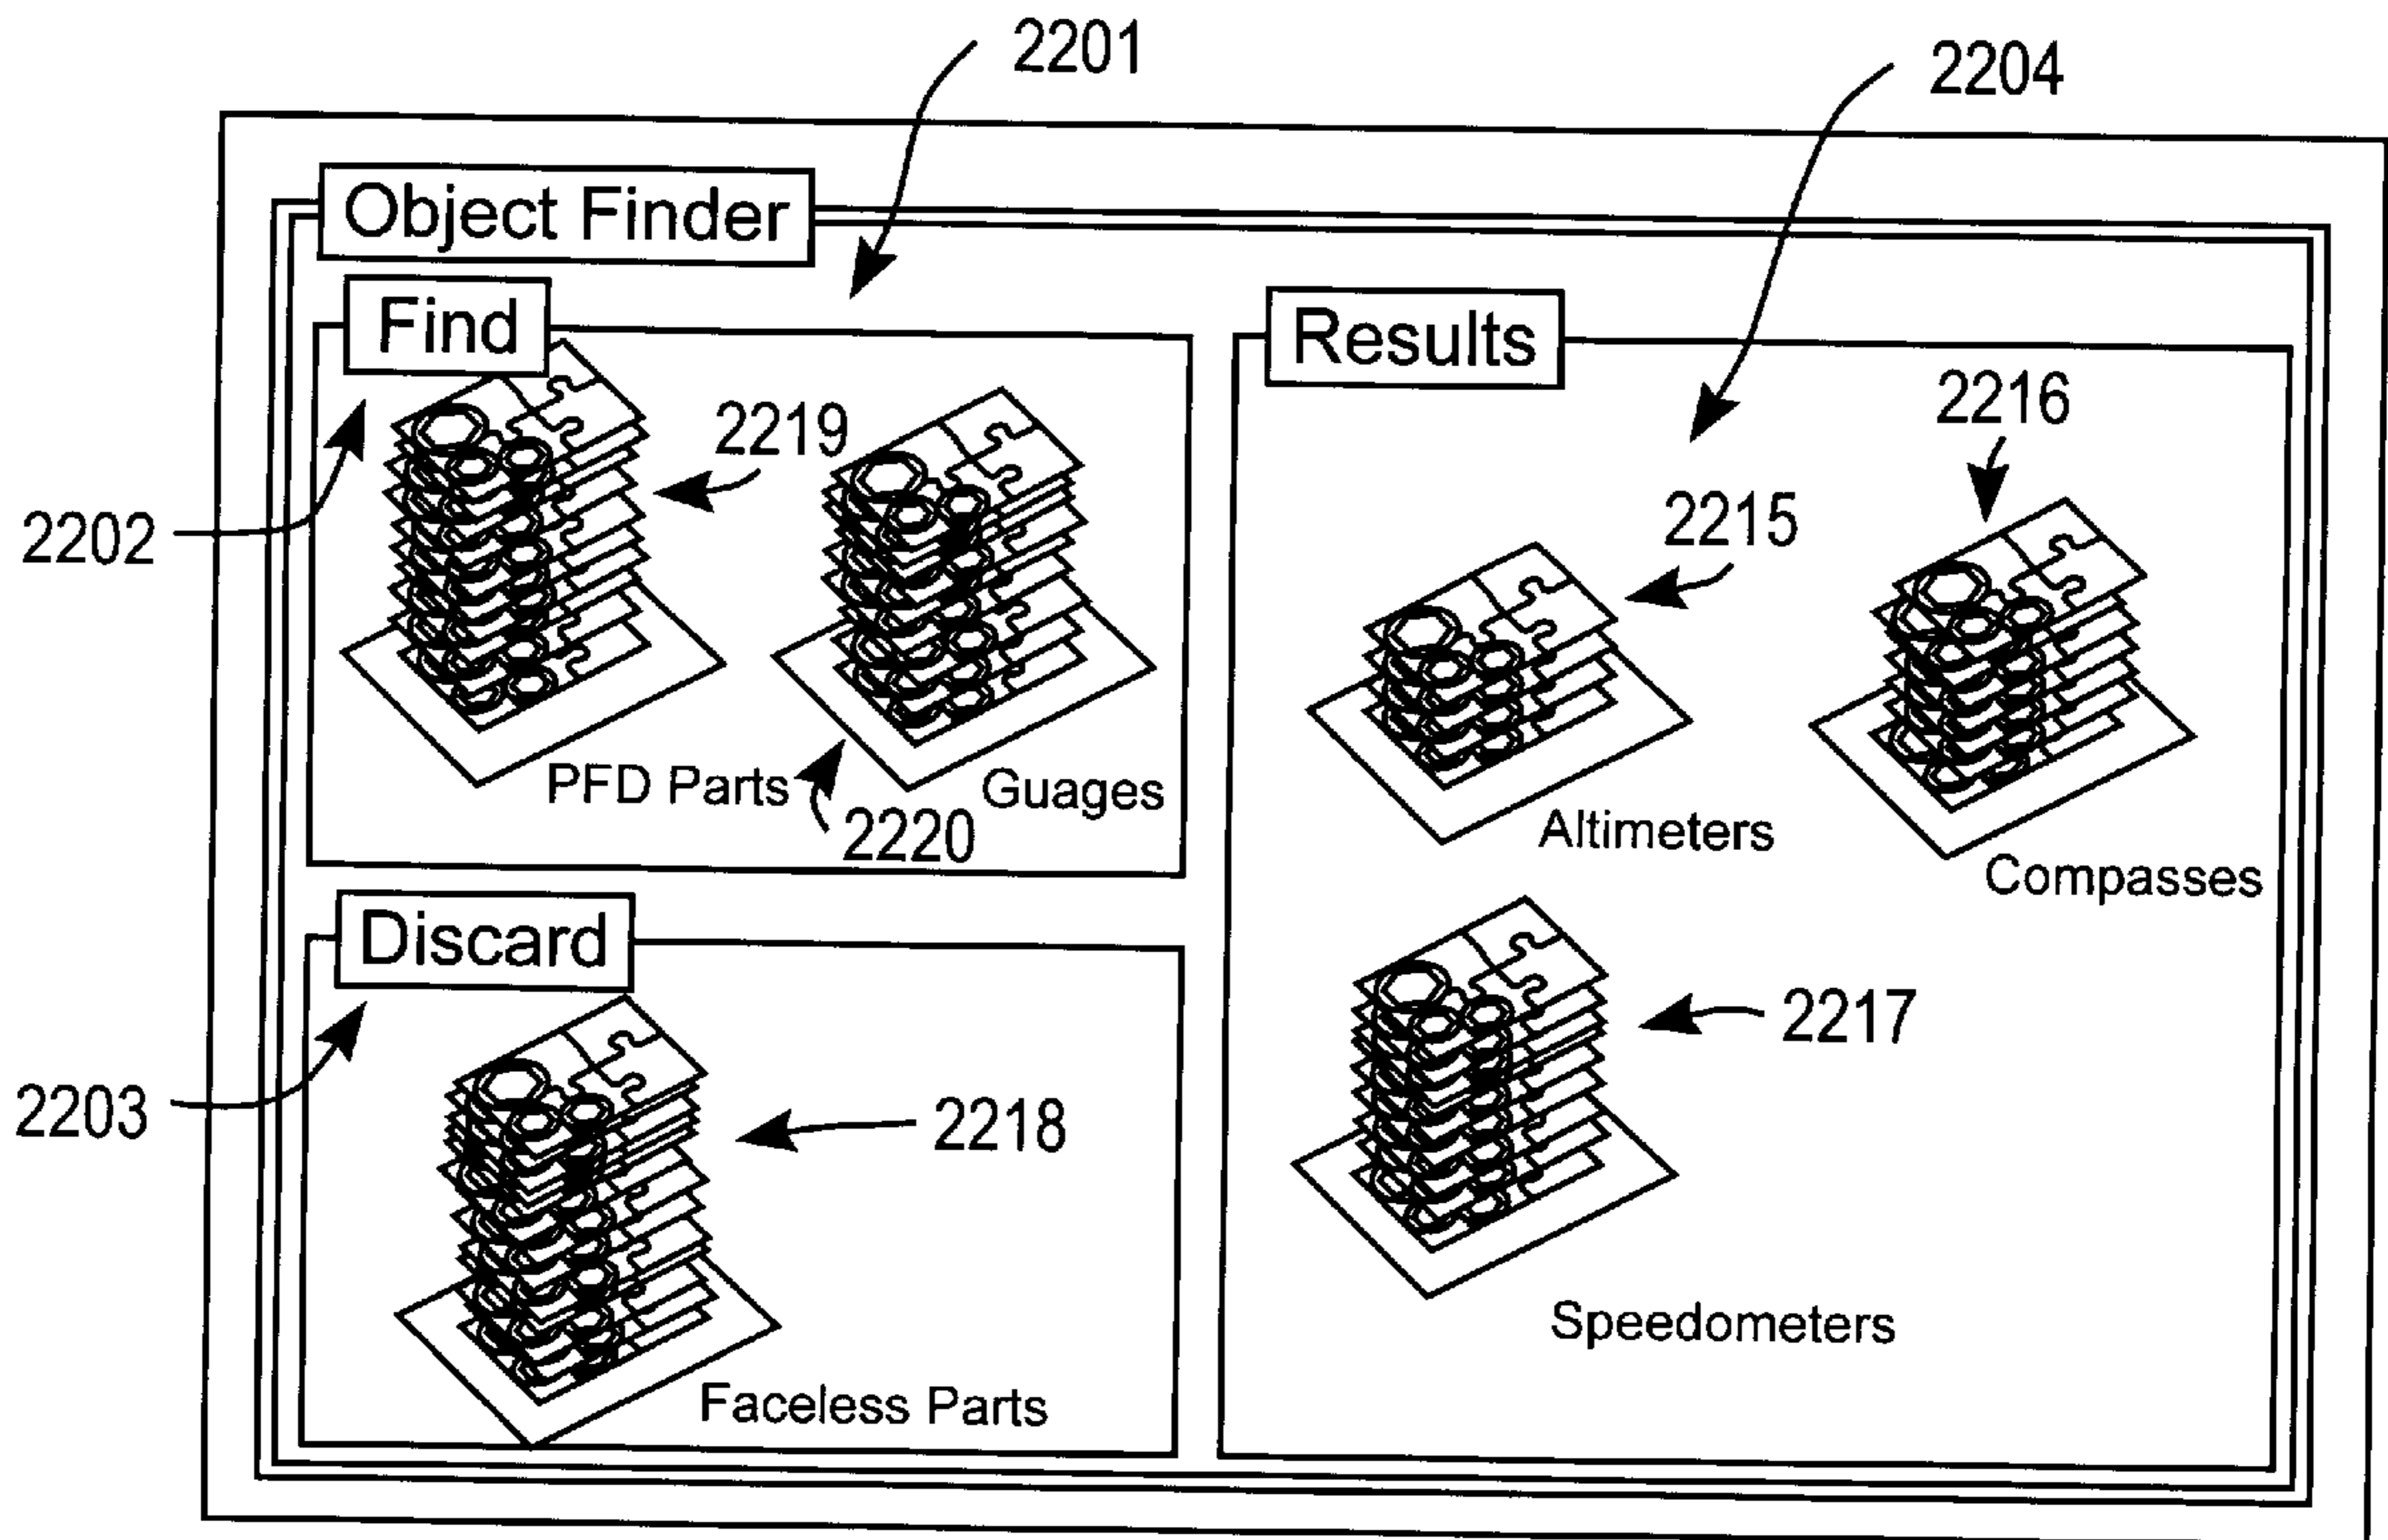 2201
2204
Object Finder
Find
Results
2219
2216
2202
2215
PFD Parts
Guages
2220
Altimeters
Compasses
Discard
2217
2203
2218
Speedometers
Faceless Parts